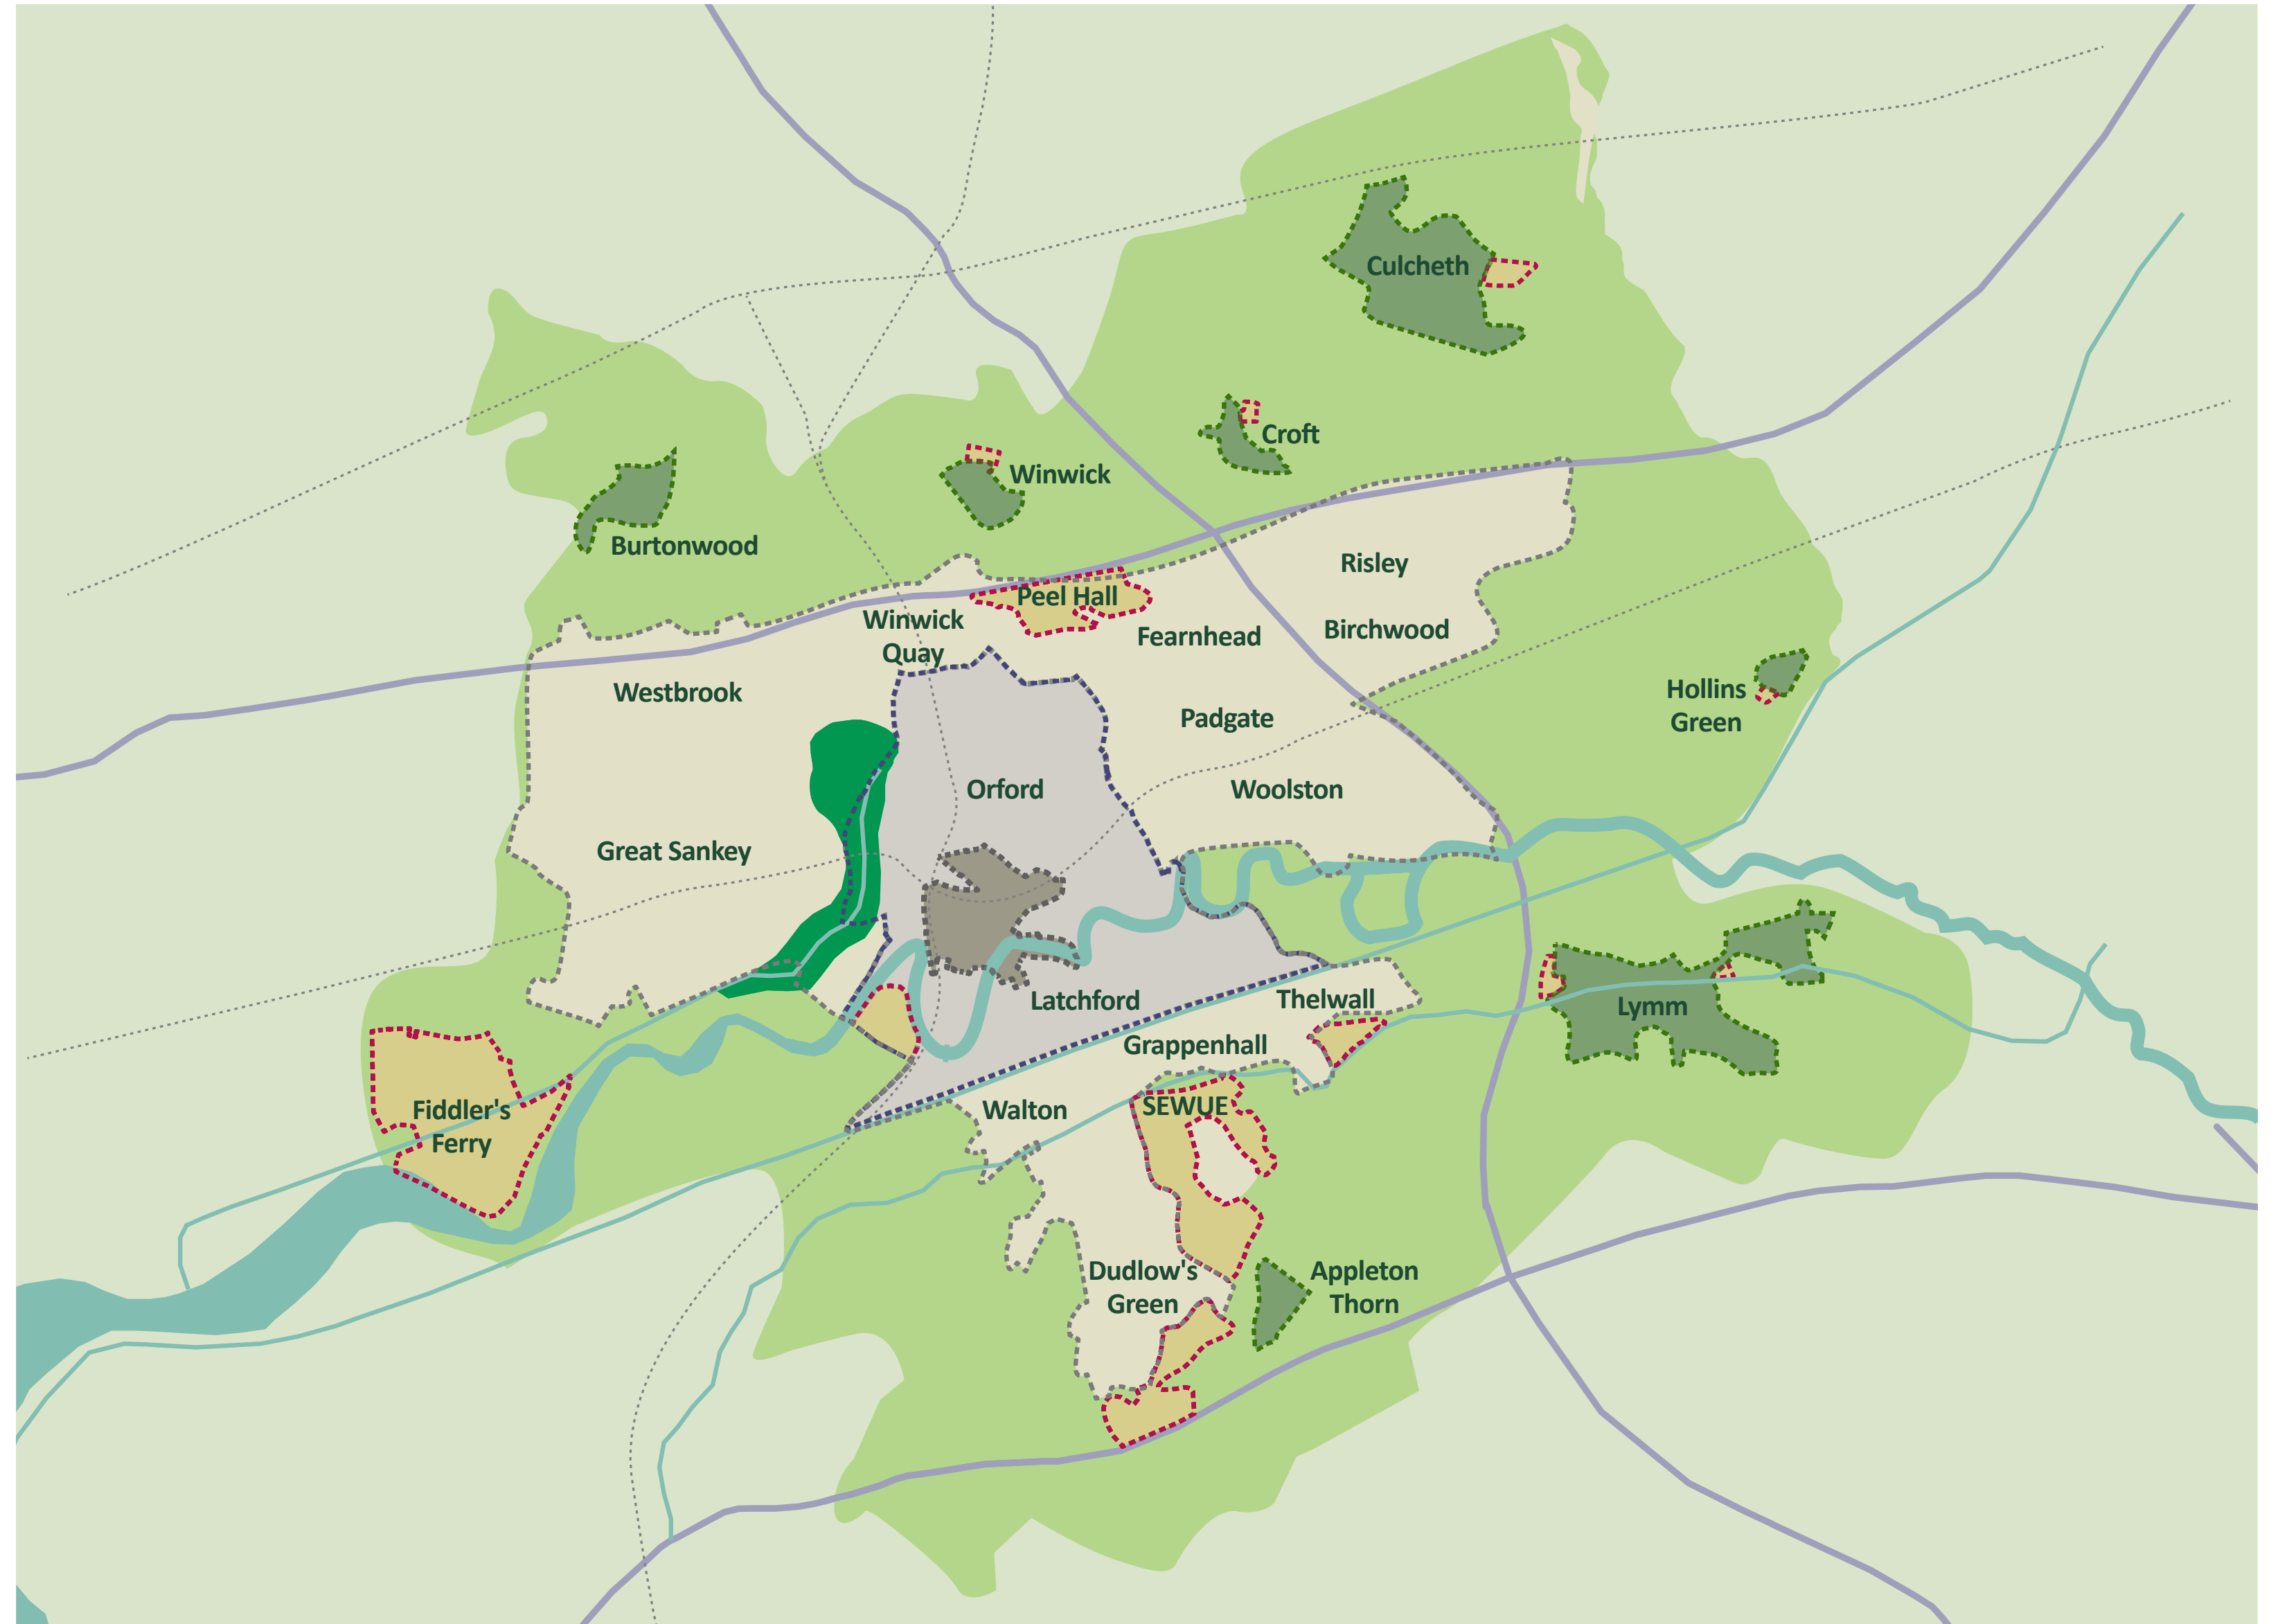 Culcheth
Croft
Winwick
Burtonwood
Risley
Peel Hall
Winwick
Quay
Fearnhead
Birchwood
Westbrook
Hollins
Green
Padgate
Orford
Woolston
Great Sankey
Latchford
Thelwall
Lymm
Grappenhall
Fiddler's
Ferry
Walton
SEWUE
Dudlow's
Green
Appleton
Thorn